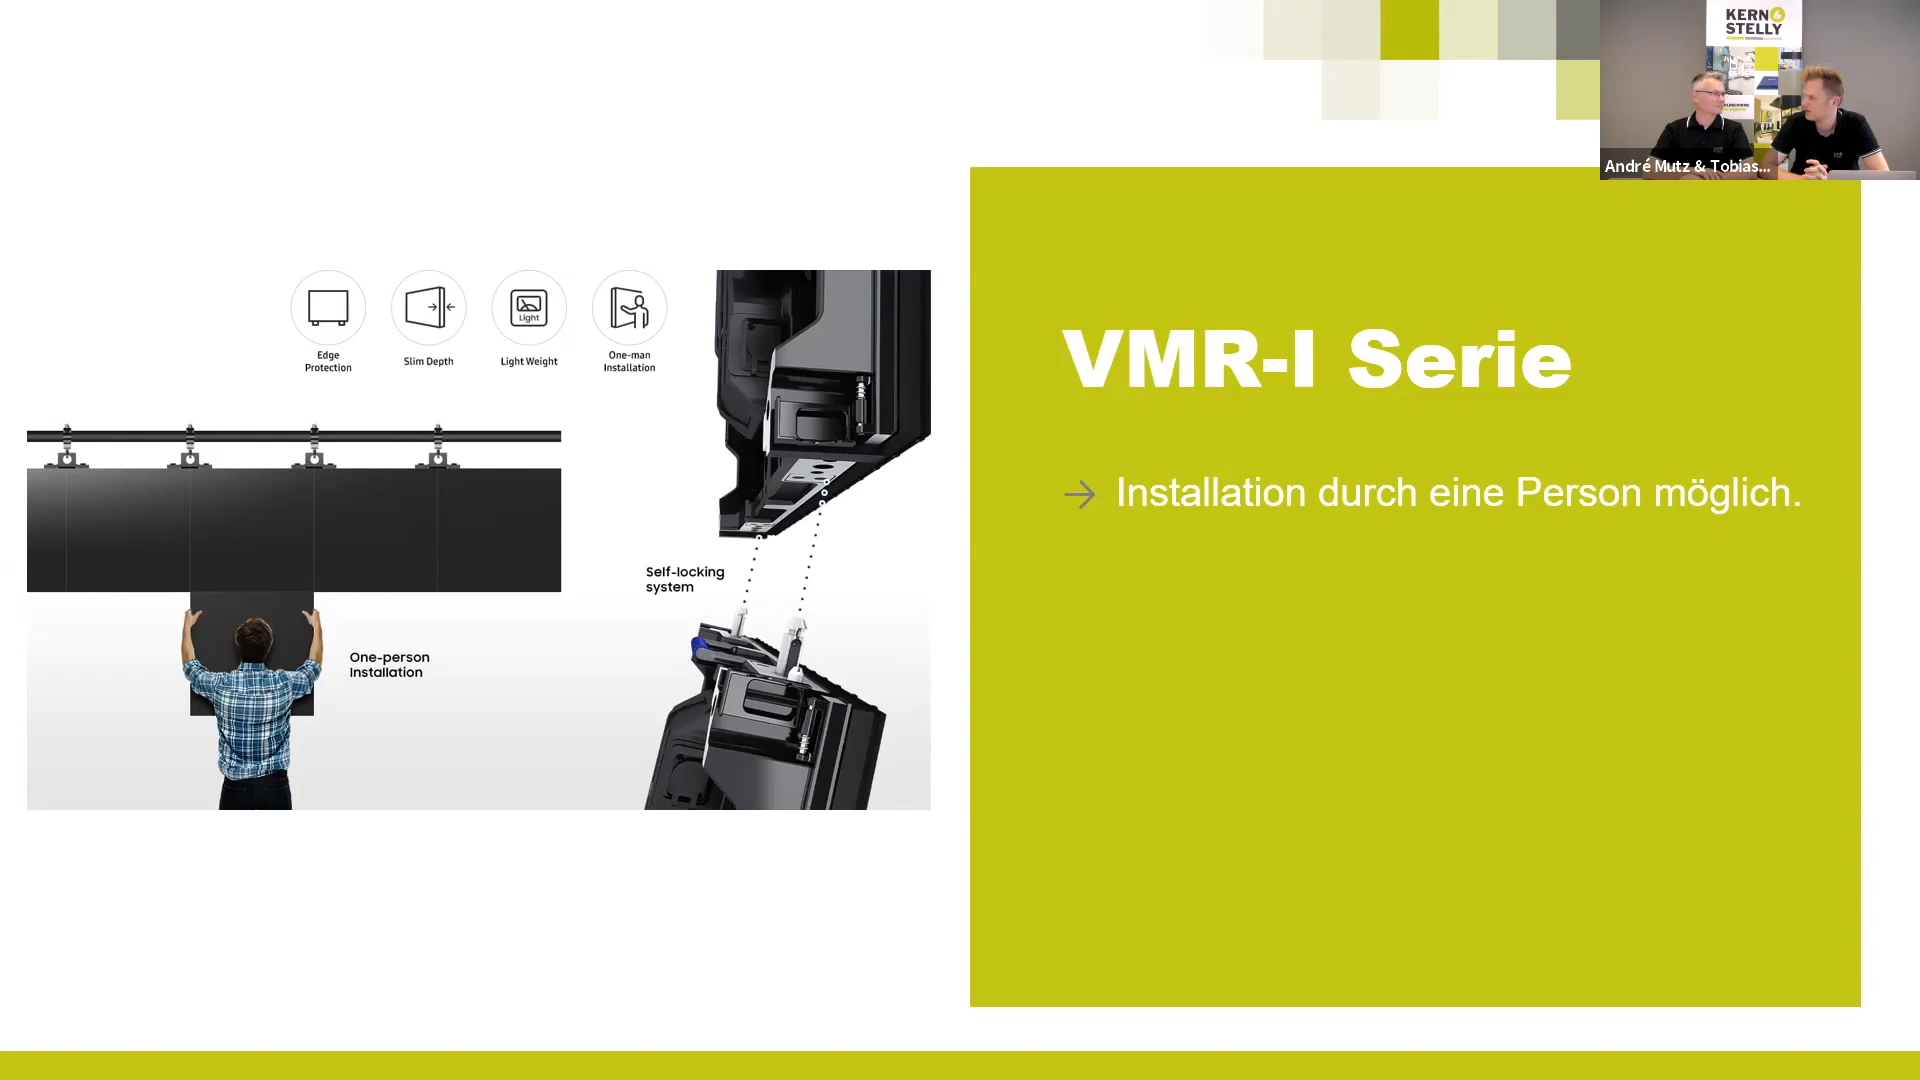 KERN &
STELLY
André Mutz & Tobias...
Light
Edge
Protection
Slim Depth
Light Weight
One-man
Installation
VMR-I Serie
→ Installation durch eine Person möglich.
Self-locking
system
One-person
Installation